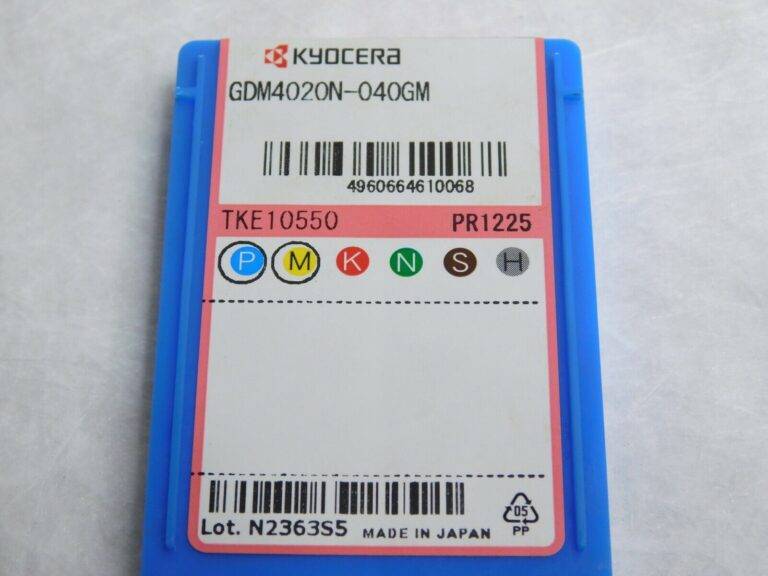 KYOCERA
GDM4020N-040GM
4960664610068
TKE10550 PR1225
P M K N S H
Lot. N2363S5 MADE IN JAPAN
05
PP